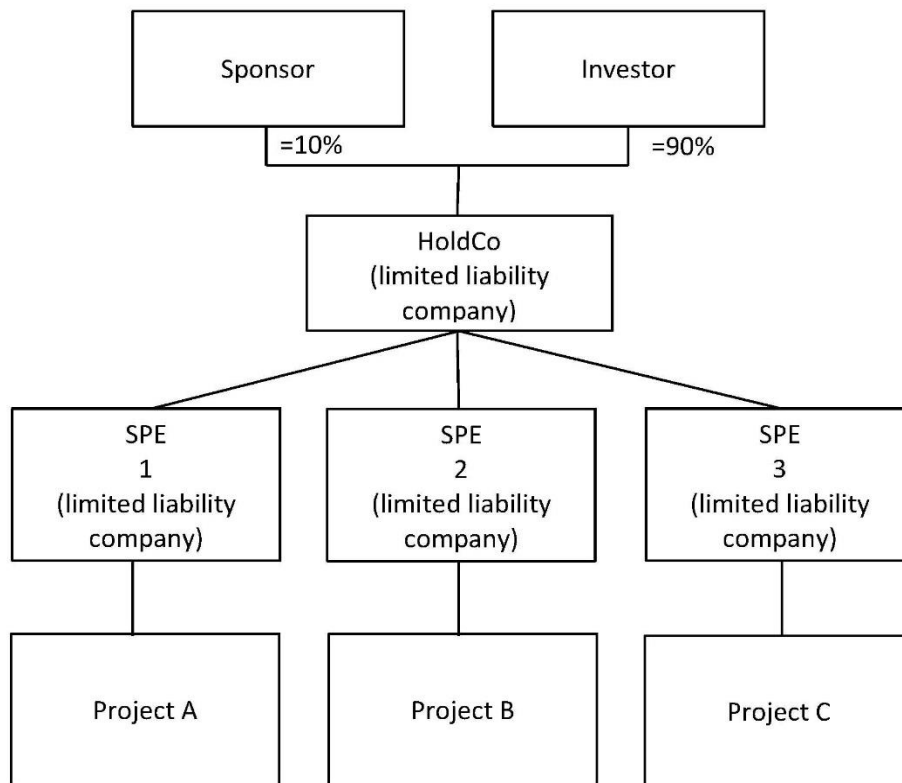 Sponsor
Investor
=10%
=90%
HoldCo
(limited liability
company)
SPE
1
(limited liability
company)
SPE
2
(limited liability
company)
SPE
3
(limited liability
company)
Project A
Project B
Project C